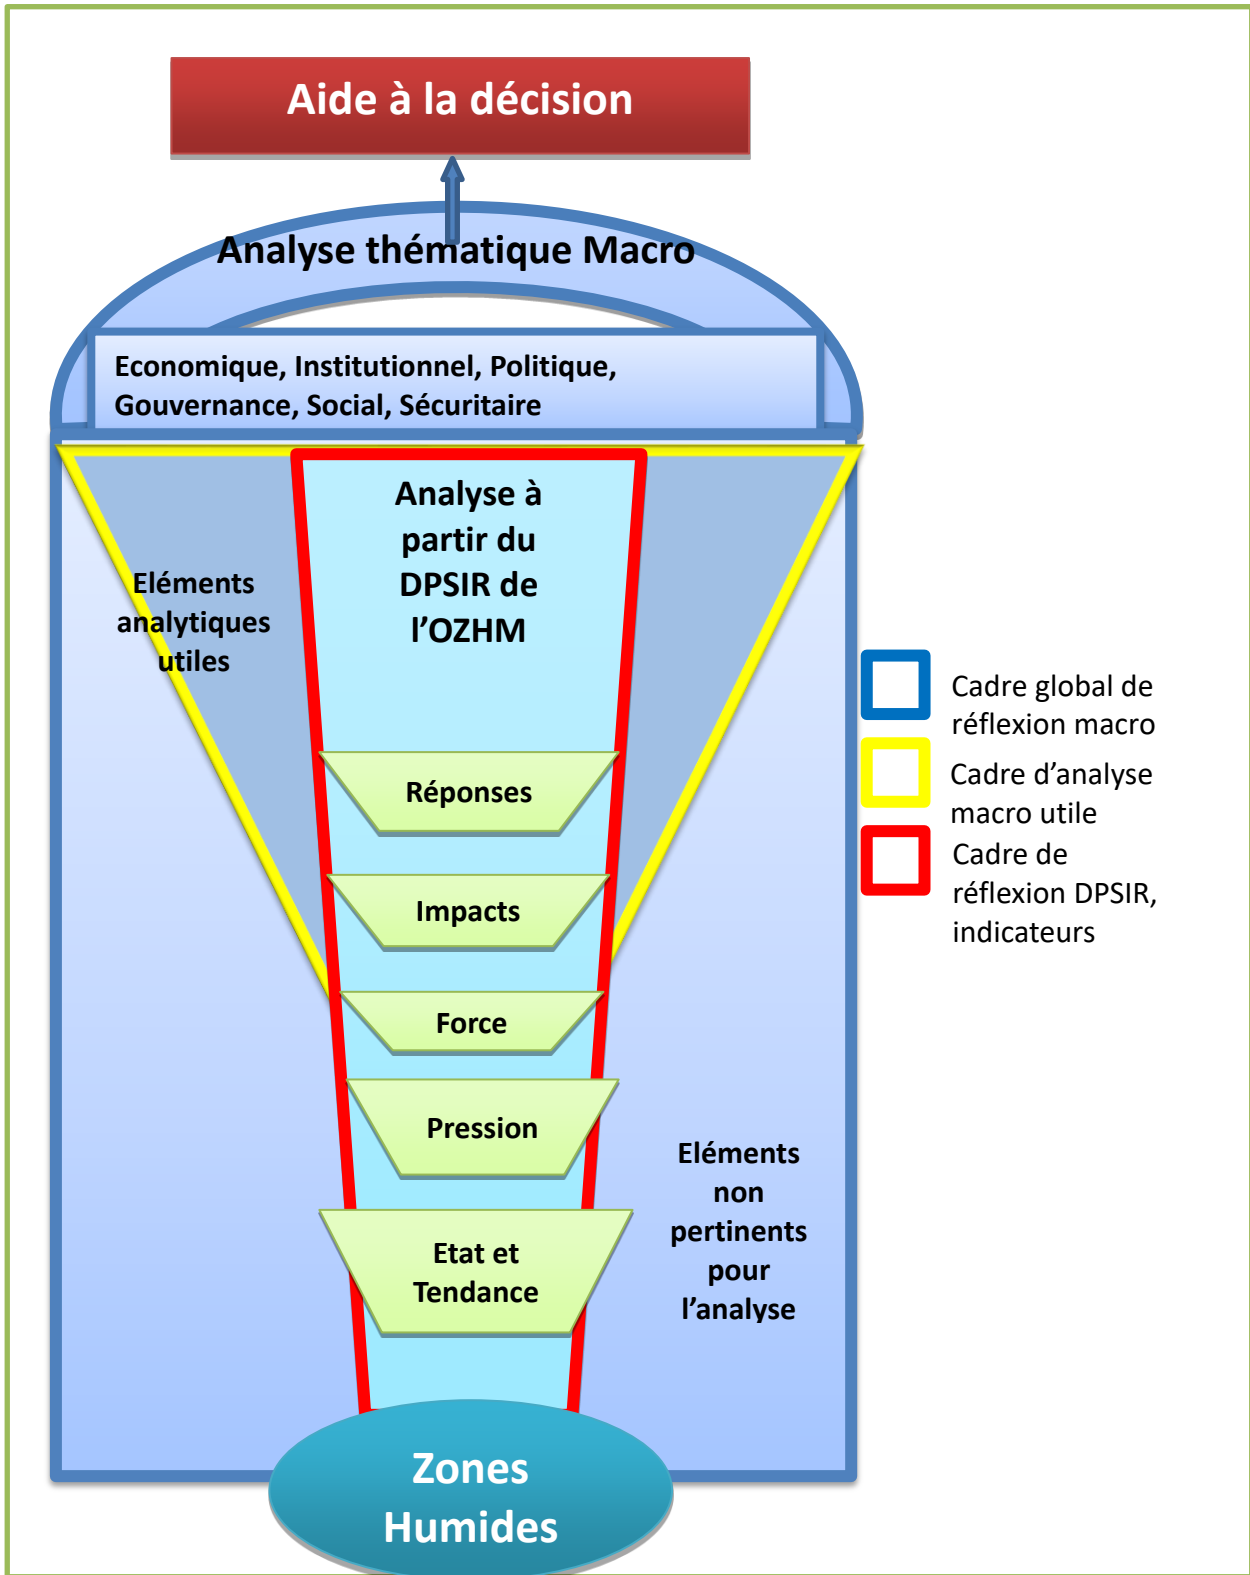 Aide à la décision
Analyse thématique Macro
Economique, Institutionnel, Politique,
Gouvernance, Social, Sécuritaire
Analyse à
partir du
DPSIR de
l’OZHM
Eléments
analytiques
utiles
Réponses
Impacts
Force
Pression
Etat et
Tendance
Eléments
non
pertinents
pour
l’analyse
Zones
Humides
Cadre global de
réflexion macro
Cadre d’analyse
macro utile
Cadre de
réflexion DPSIR,
indicateurs